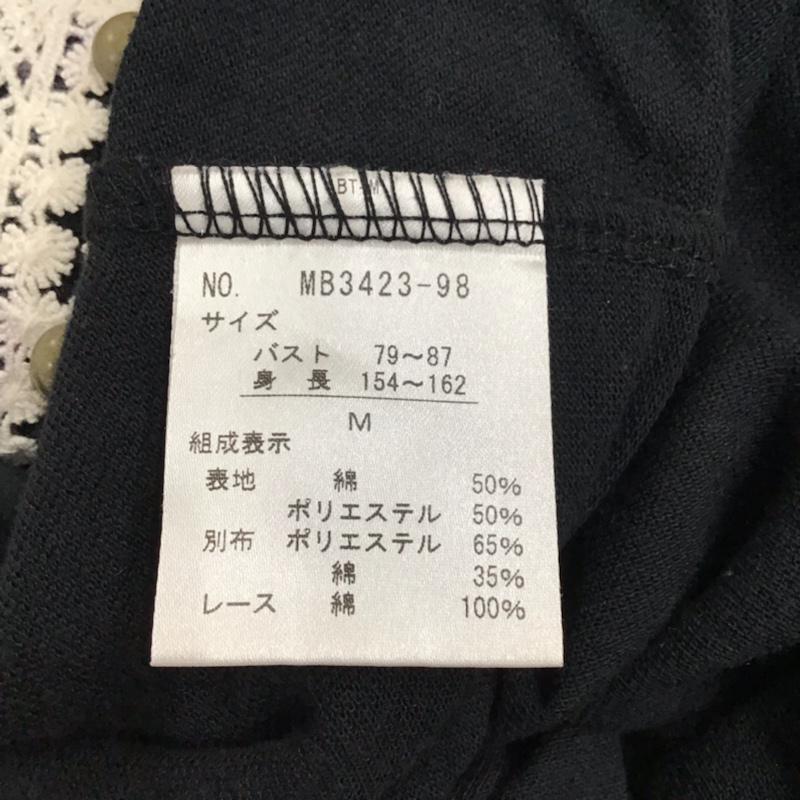 BT-M
NO. MB3423-98
サイズ
バスト 79～87
身長 154～162
M
組成表示
表地 綿 50%
ポリエステル 50%
別布 ポリエステル 65%
綿 35%
レース 綿 100%